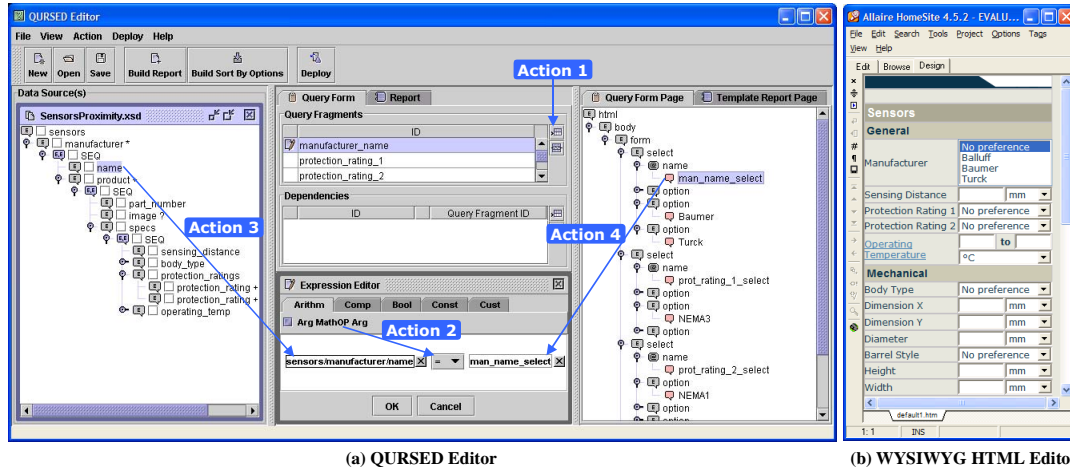 QURSED Editor
File View Action Deploy Help
New Open Save Build Report Build Sort By Options Deploy
Action 1
Data Source(s)
SensorsProximity.xsd
sensors
manufacturer *
SEQ
name
product +
SEQ
part_number
image ?
specs
SEQ
sensing_distance
body_type
protection_ratings
protection_rating +
protection_rating +
operating_temp
Action 3
Query Form Report
Query Fragments
ID
manufacturer_name
protection_rating_1
protection_rating_2
Dependencies
ID Query Fragment ID
Expression Editor
Arithm Comp Bool Const Cust
Arg MathOP Arg
Action 2
sensors/manufacturer/name = man_name_select
OK Cancel
Action 4
Query Form Page Template Report Page
html
body
form
select
name
man_name_select
option
option
Baumer
option
Turck
select
name
prot_rating_1_select
option
option
NEMA3
option
select
name
prot_rating_2_select
option
NEMA1
option
option
(a) QURSED Editor
Allaire HomeSite 4.5.2 - EVALU...
File Edit Search Tools Project Options Tags
View Help
Edit Browse Design
Sensors
General
Manufacturer
No preference
Balluff
Baumer
Turck
Sensing Distance mm
Protection Rating 1 No preference
Protection Rating 2 No preference
Operating Temperature to
°C
Mechanical
Body Type No preference
Dimension X mm
Dimension Y mm
Diameter mm
Barrel Style No preference
Height mm
Width mm
default1.htm
1: 1 INS
(b) WYSIWYG HTML Edito